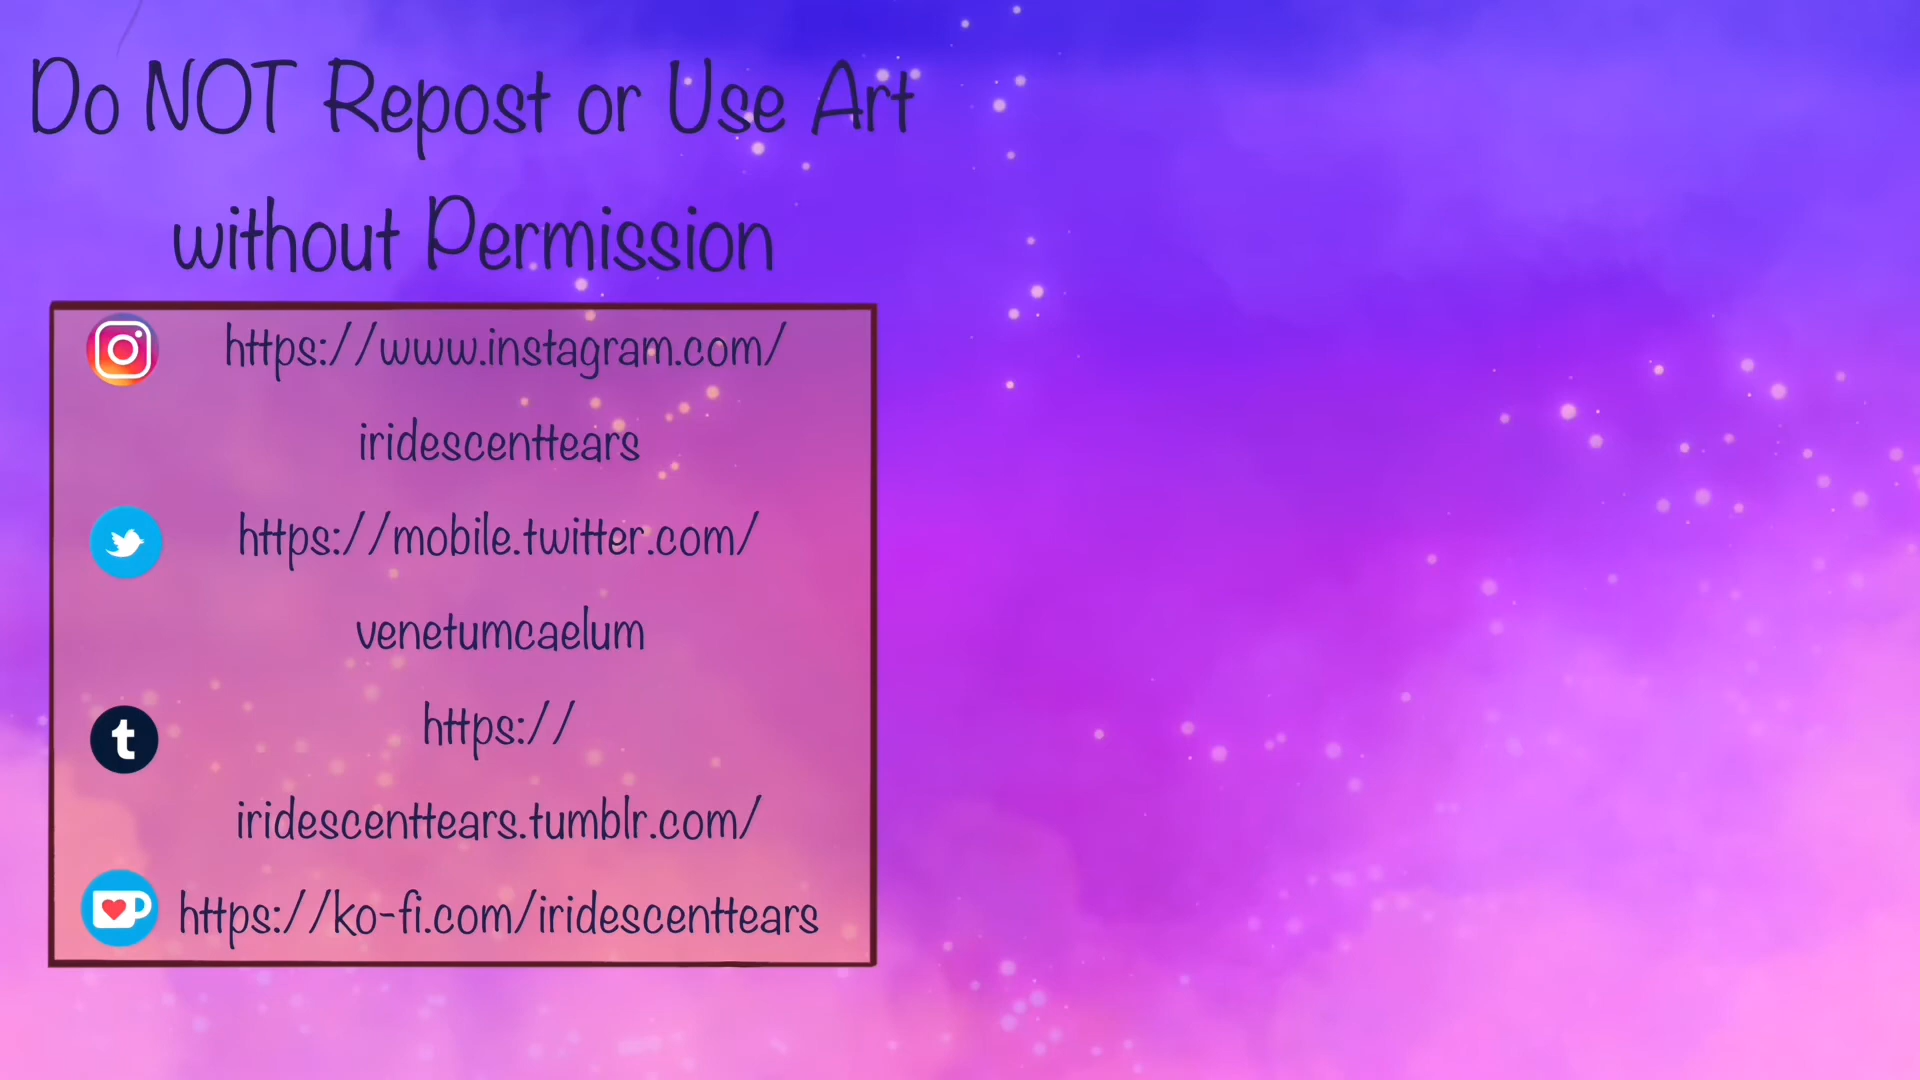 Do NOT Repost or Use Art
without Permission
https://www.instagram.com/
iridescenttears
https://mobile.twitter.com/
venetumcaelum
https://
iridescenttears.tumblr.com/
https://ko-fi.com/iridescenttears